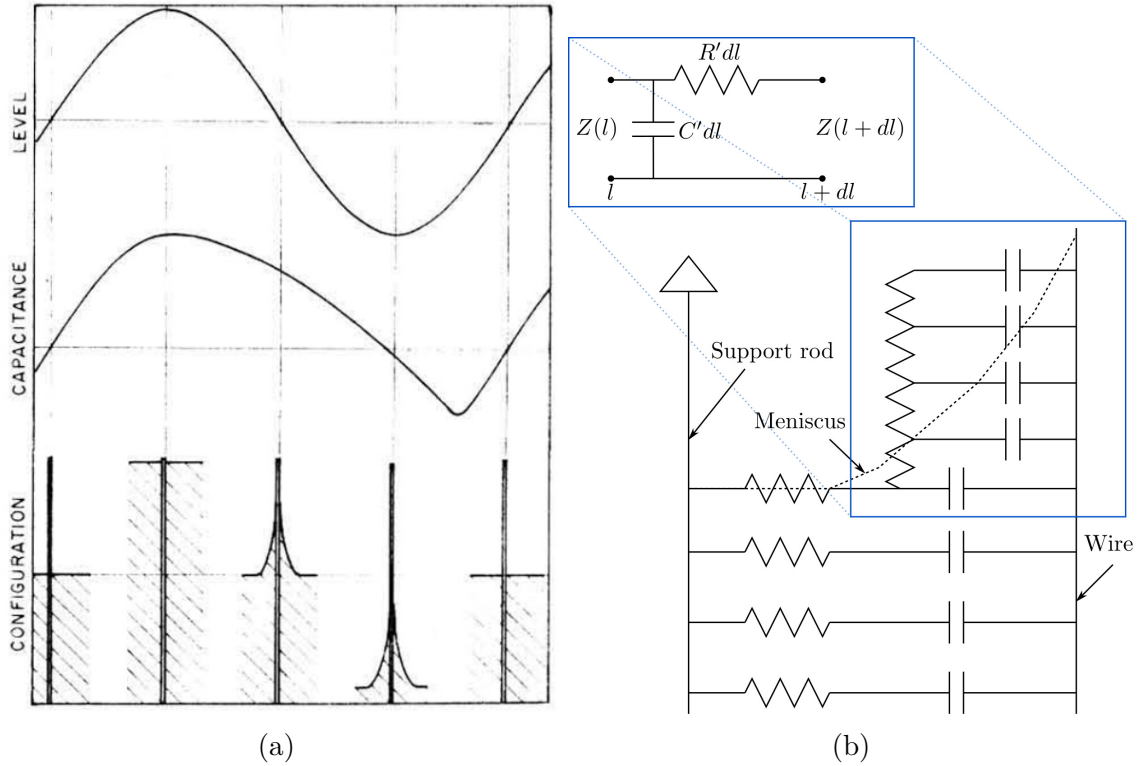 LEVEL
CAPACITANCE
CONFIGURATION
(a)
R'dl
Z(l)
C'dl
Z(l + dl)
l
l + dl
Support rod
Meniscus
Wire
(b)